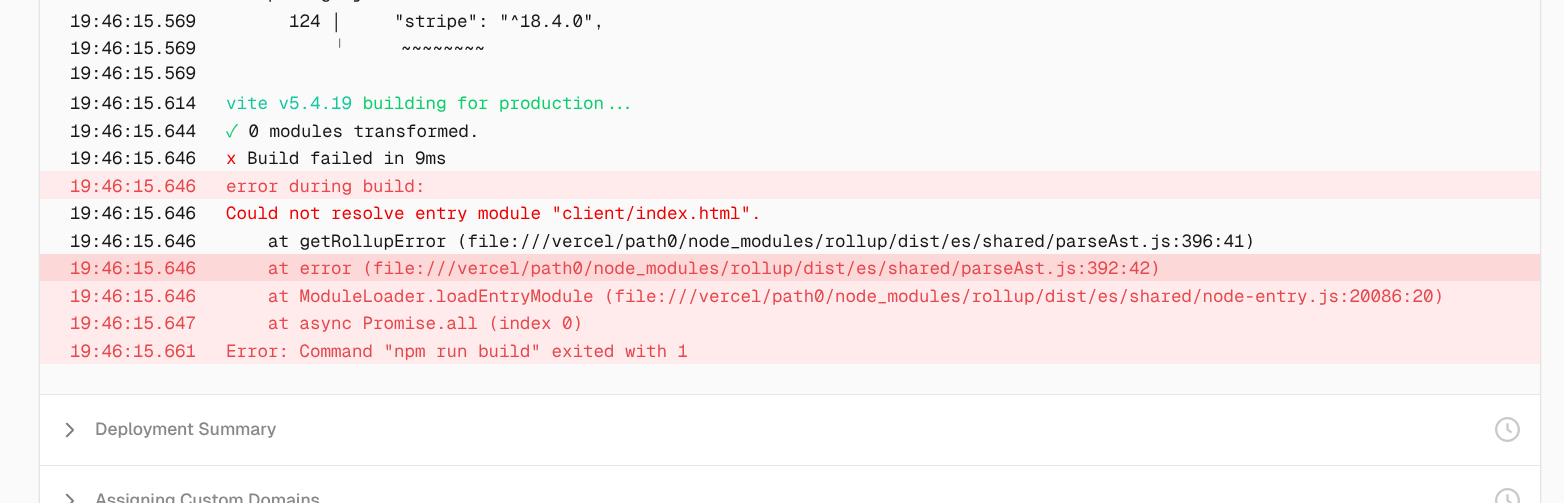 19:46:15.569 124 | "stripe": "^18.4.0",
19:46:15.569 ╵ ~~~~~~~~
19:46:15.569
19:46:15.614 vite v5.4.19 building for production...
19:46:15.644 ✓ 0 modules transformed.
19:46:15.646 x Build failed in 9ms
19:46:15.646 error during build:
19:46:15.646 Could not resolve entry module "client/index.html".
19:46:15.646 at getRollupError (file:///vercel/path0/node_modules/rollup/dist/es/shared/parseAst.js:396:41)
19:46:15.646 at error (file:///vercel/path0/node_modules/rollup/dist/es/shared/parseAst.js:392:42)
19:46:15.646 at ModuleLoader.loadEntryModule (file:///vercel/path0/node_modules/rollup/dist/es/shared/node-entry.js:20086:20)
19:46:15.647 at async Promise.all (index 0)
19:46:15.661 Error: Command "npm run build" exited with 1
Deployment Summary
Assigning Custom Domains